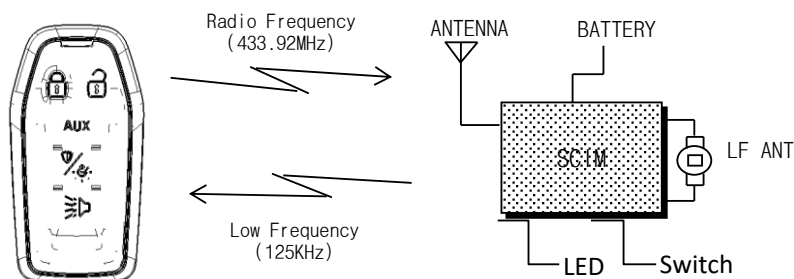 Radio Frequency
(433.92MHz)
ANTENNA
BATTERY
AUX
SCIM
LF ANT
Low Frequency
(125KHz)
LED
Switch